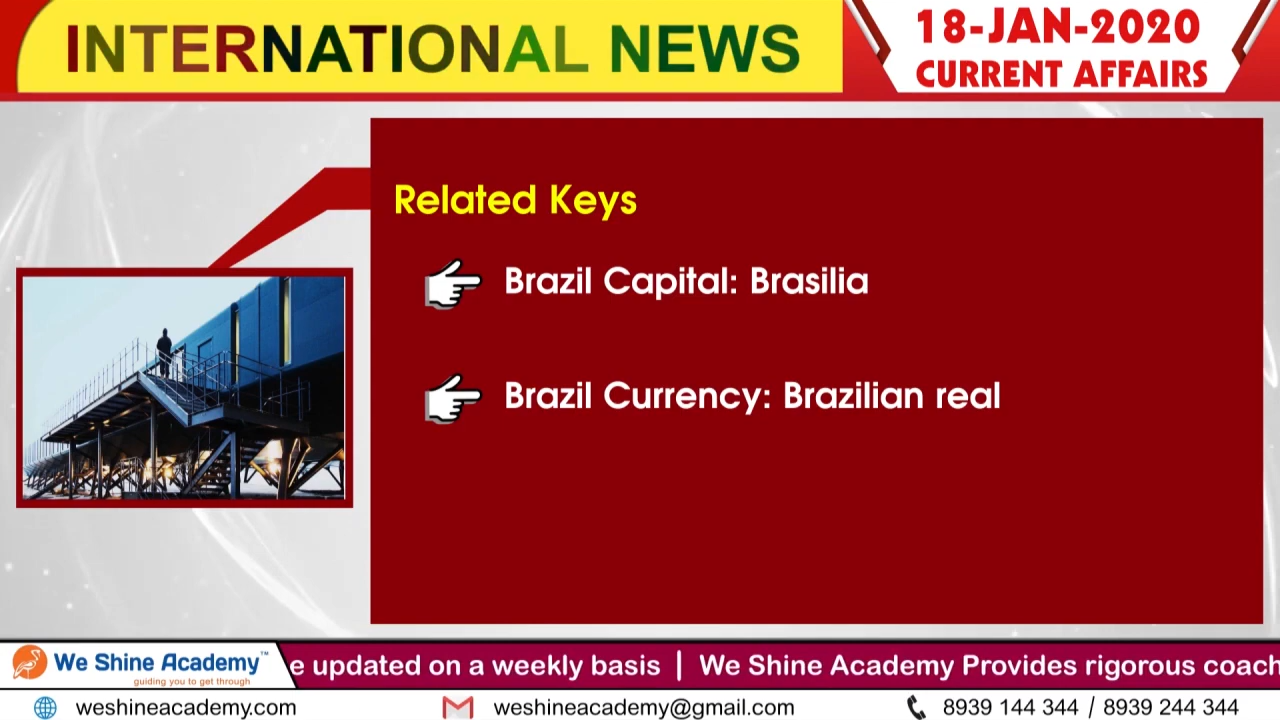 INTERNATIONAL NEWS
18-JAN-2020
CURRENT AFFAIRS
Related Keys
Brazil Capital: Brasilia
Brazil Currency: Brazilian real
We Shine Academy™
guiding you to get through
e updated on a weekly basis | We Shine Academy Provides rigorous coach
weshineacademy.com
weshineacademy@gmail.com
8939 144 344 / 8939 244 344